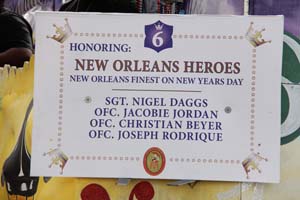 6
HONORING:
NEW ORLEANS HEROES
NEW ORLEANS FINEST ON NEW YEARS DAY
SGT. NIGEL DAGGS
OFC. JACOBIE JORDAN
OFC. CHRISTIAN BEYER
OFC. JOSEPH RODRIQUE